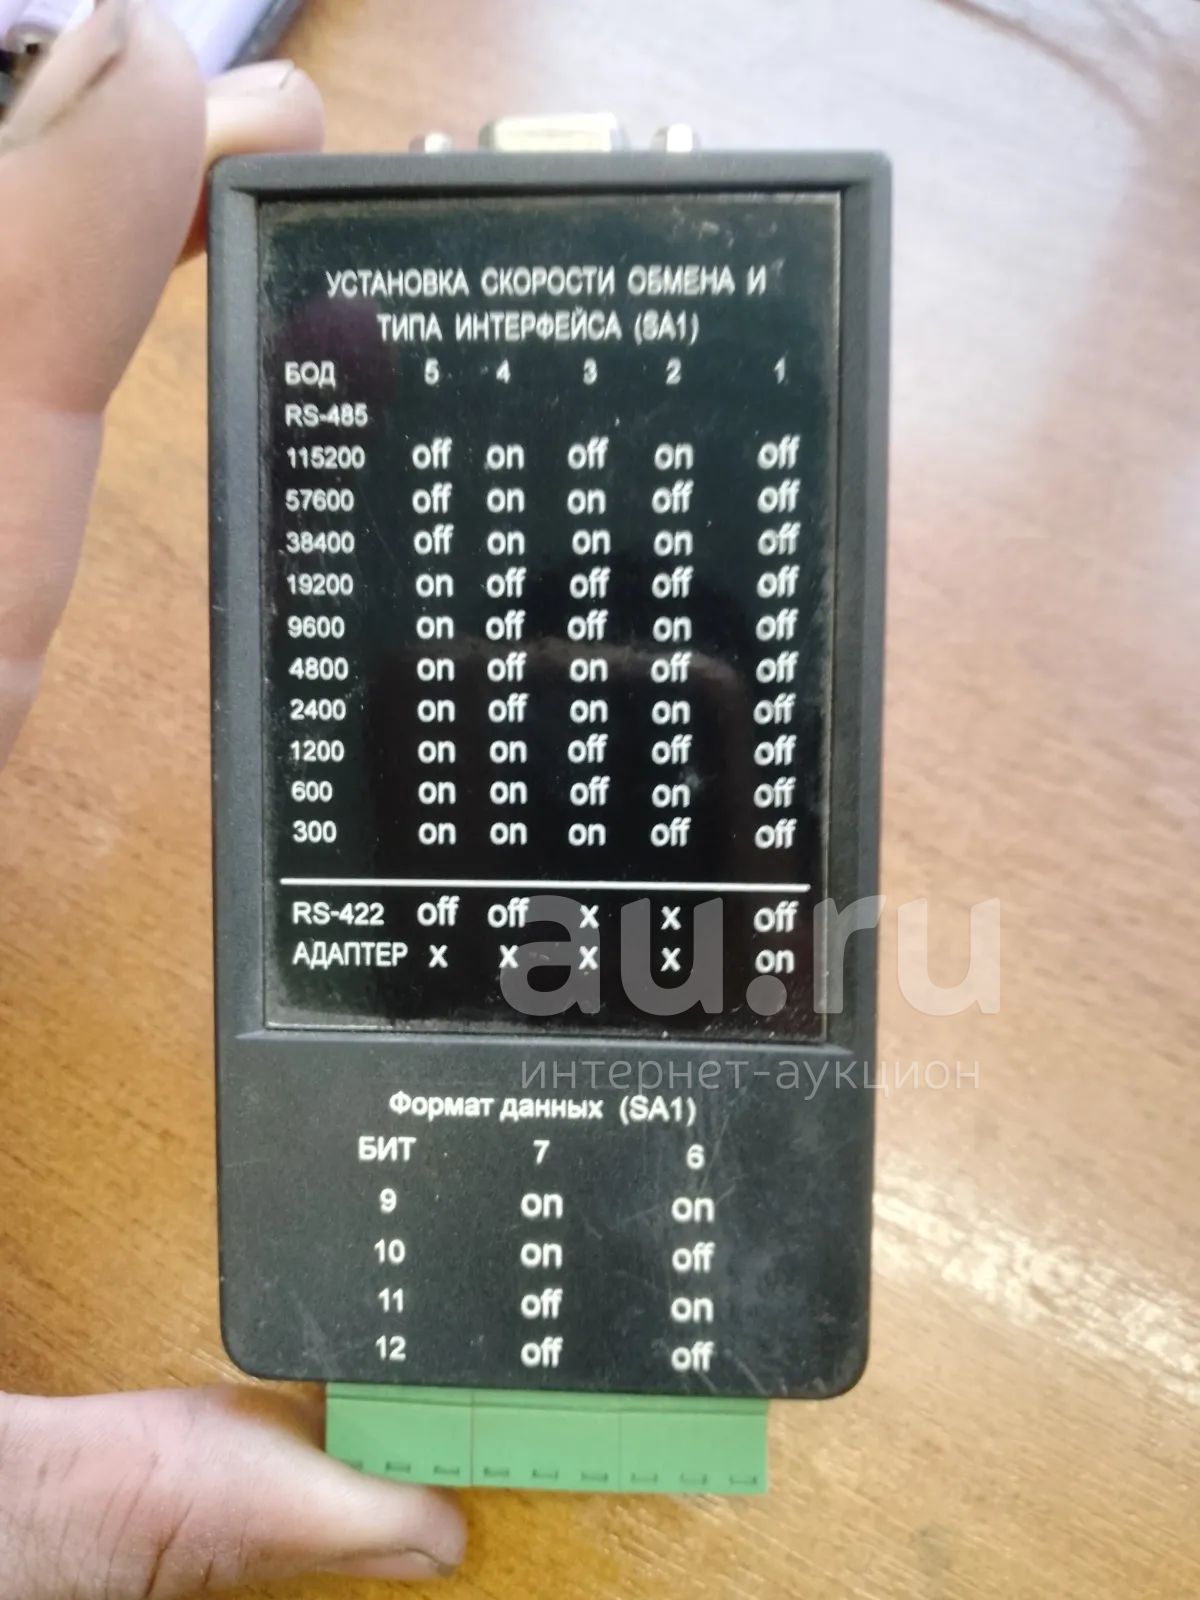 УСТАНОВКА СКОРОСТИ ОБМЕНА И
ТИПА ИНТЕРФЕЙСА (SA1)
БОД 5 4 3 2 1
RS-485
115200 off on off on off
57600 off on on off off
38400 off on on on off
19200 on off off off off
9600 on off off on off
4800 on off on off off
2400 on off on on off
1200 on on off off off
600 on on off on off
300 on on on off off
RS-422 off off x x off
АДАПТЕР x x x x on
au.ru
интернет-аукцион
Формат данных (SA1)
БИТ 7 6
9 on on
10 on off
11 off on
12 off off